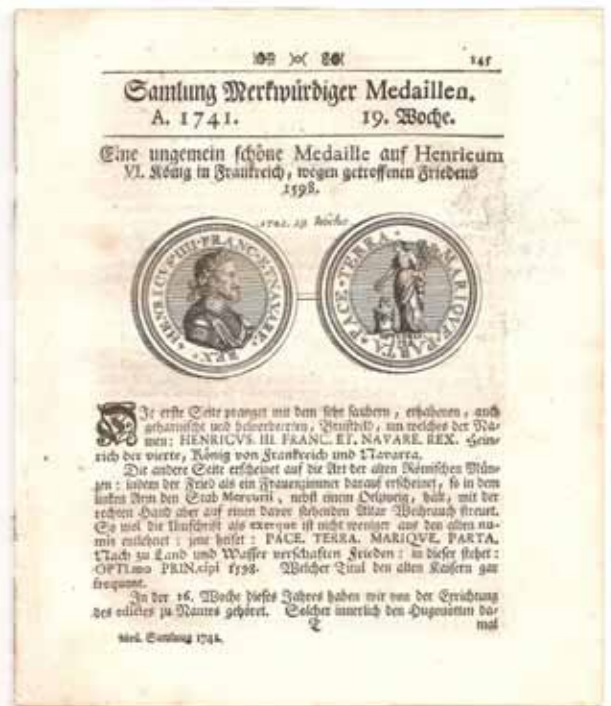 145
Samlung Merkwürdiger Medaillen.
A. 1741. 19. Woche.
Eine ungemein schöne Medaille auf Henricum
VI. König in Frankreich, wegen getroffenen Friedens
1598.
1741. 19 Woche
HENRICVS·IIII·FRANC·ET·NAVARE·REX·
PACE·TERRA·MARIQVE·PARTA·
Die erste Seite pranget mit dem sehr saubern, erhabenen, auch
geharnischt und belorbeerten, Brustbild, um welches der Na-
men: HENRICVS. III. FRANC. ET. NAVARE. REX. Hein-
rich der vierte, König von Franckreich und Navarra.
Die andere Seite erscheinet auf die Art der alten Römischen Mün-
zen: indem der Fried als ein Frauenzimmer darauf erscheinet, so in dem
linken Arm den Stab Mercurii, nebst einem Oelzweig, hält, mit der
rechten Hand aber auf einen davor stehenden Altar Weihrauch streuet.
So wol die Umschrift als exergue ist nicht weniger aus den alten nu-
mis entlehnet: jene heiset: PACE. TERRA. MARIQVE. PARTA,
Nach zu Land und Wasser verschaften Frieden: in dieser stehet:
OPTImo PRINcipi 1598. Welcher Titul den alten Kaisern gar
frequent.
In der 16. Woche dieses Jahres haben wir von der Errichtung
des edictes zu Nantes gehöret. Solcher innerlich den Hugonotten da-
T mal
Med. Samlung 1741.